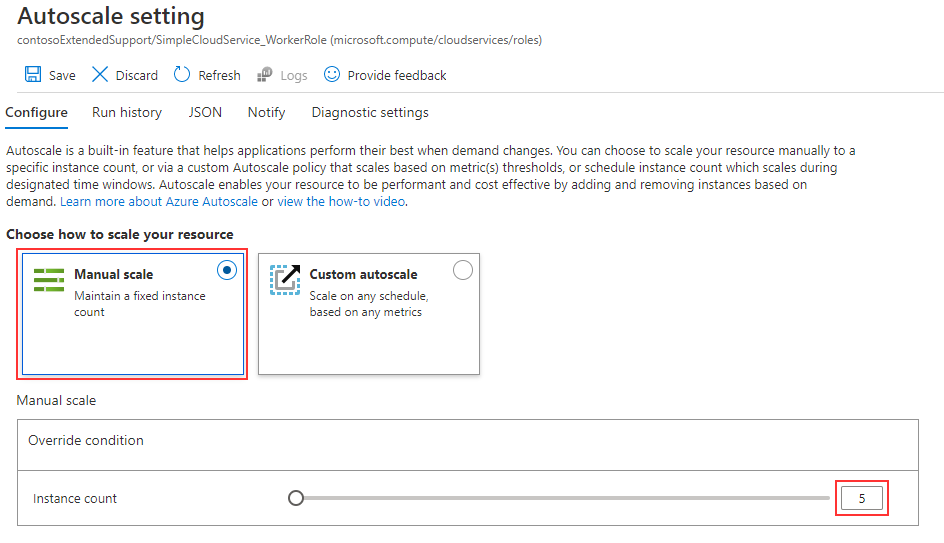 Autoscale setting
contosoExtendedSupport/SimpleCloudService_WorkerRole (microsoft.compute/cloudservices/roles)
Save Discard Refresh Logs Provide feedback
Configure Run history JSON Notify Diagnostic settings
Autoscale is a built-in feature that helps applications perform their best when demand changes. You can choose to scale your resource manually to a
specific instance count, or via a custom Autoscale policy that scales based on metric(s) thresholds, or schedule instance count which scales during
designated time windows. Autoscale enables your resource to be performant and cost effective by adding and removing instances based on
demand. Learn more about Azure Autoscale or view the how-to video.
Choose how to scale your resource
Manual scale
Maintain a fixed instance
count
Custom autoscale
Scale on any schedule,
based on any metrics
Manual scale
Override condition
Instance count 5